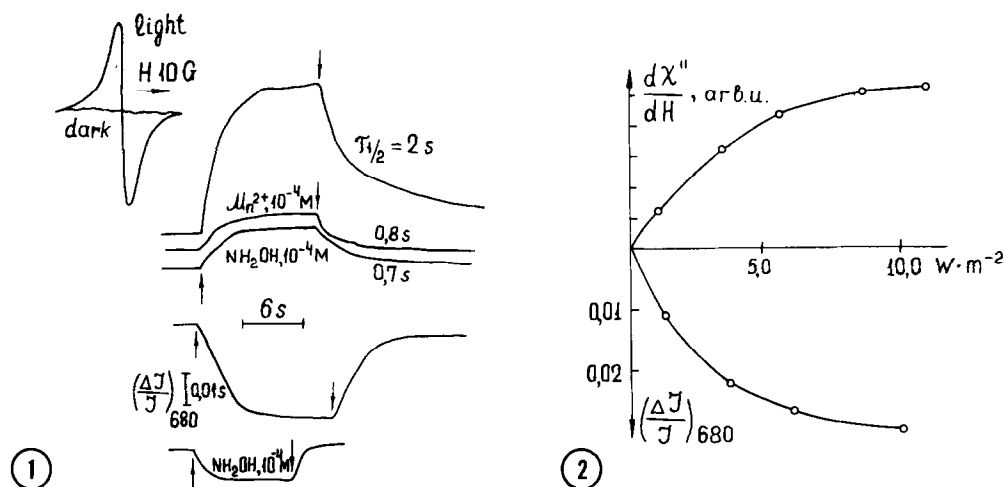 light
H 10 G
dark
τ1/2 = 2 s
Mn²⁺, 10⁻⁴ M
0,8 s
NH₂OH, 10⁻⁴ M
0,7 s
6 s
(ΔJ/J)680 0,01 s
NH₂OH, 10⁻⁴ M
1
dχ''/dH , arв.и.
5,0
10,0
W·m⁻²
0,01
0,02
(ΔJ/J)680
2